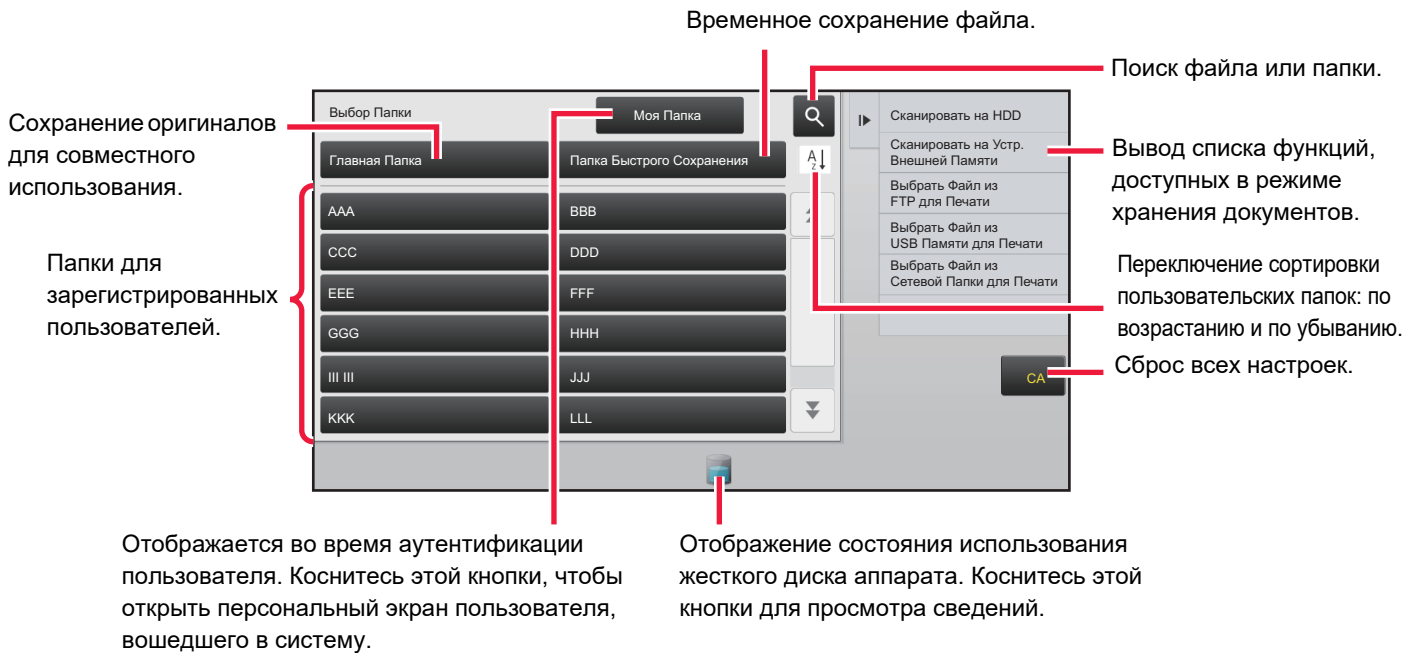 Временное сохранение файла.
Поиск файла или папки.
Сохранение оригиналов
для совместного
использования.
Папки для
зарегистрированных
пользователей.
Выбор Папки
Моя Папка
Главная Папка
Папка Быстрого Сохранения
A
Z
AAA
BBB
CCC
DDD
EEE
FFF
GGG
HHH
III III
JJJ
KKK
LLL
Сканировать на HDD
Сканировать на Устр.
Внешней Памяти
Выбрать Файл из
FTP для Печати
Выбрать Файл из
USB Памяти для Печати
Выбрать Файл из
Сетевой Папки для Печати
CA
Вывод списка функций,
доступных в режиме
хранения документов.
Переключение сортировки
пользовательских папок: по
возрастанию и по убыванию.
Сброс всех настроек.
Отображается во время аутентификации
пользователя. Коснитесь этой кнопки, чтобы
открыть персональный экран пользователя,
вошедшего в систему.
Отображение состояния использования
жесткого диска аппарата. Коснитесь этой
кнопки для просмотра сведений.